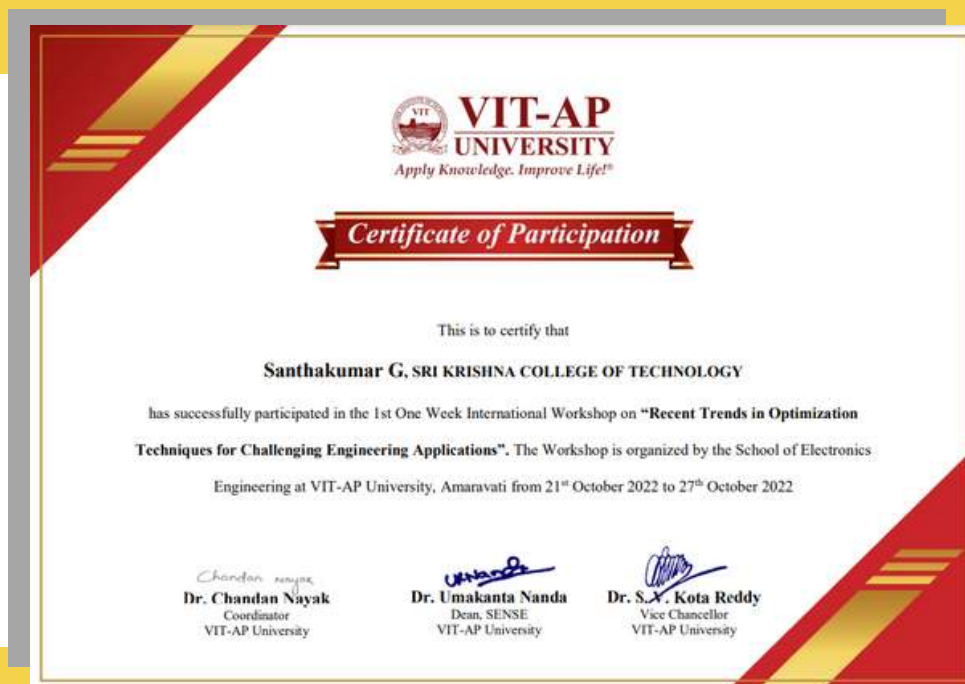 VIT
VIT-AP
UNIVERSITY
Apply Knowledge. Improve Life!®
Certificate of Participation
This is to certify that
Santhakumar G, SRI KRISHNA COLLEGE OF TECHNOLOGY
has successfully participated in the 1st One Week International Workshop on “Recent Trends in Optimization
Techniques for Challenging Engineering Applications”. The Workshop is organized by the School of Electronics
Engineering at VIT-AP University, Amaravati from 21st October 2022 to 27th October 2022
Chandan Nayak
Dr. Chandan Nayak
Coordinator
VIT-AP University
UKNanda
Dr. Umakanta Nanda
Dean, SENSE
VIT-AP University
Dr. S. V. Kota Reddy
Vice Chancellor
VIT-AP University